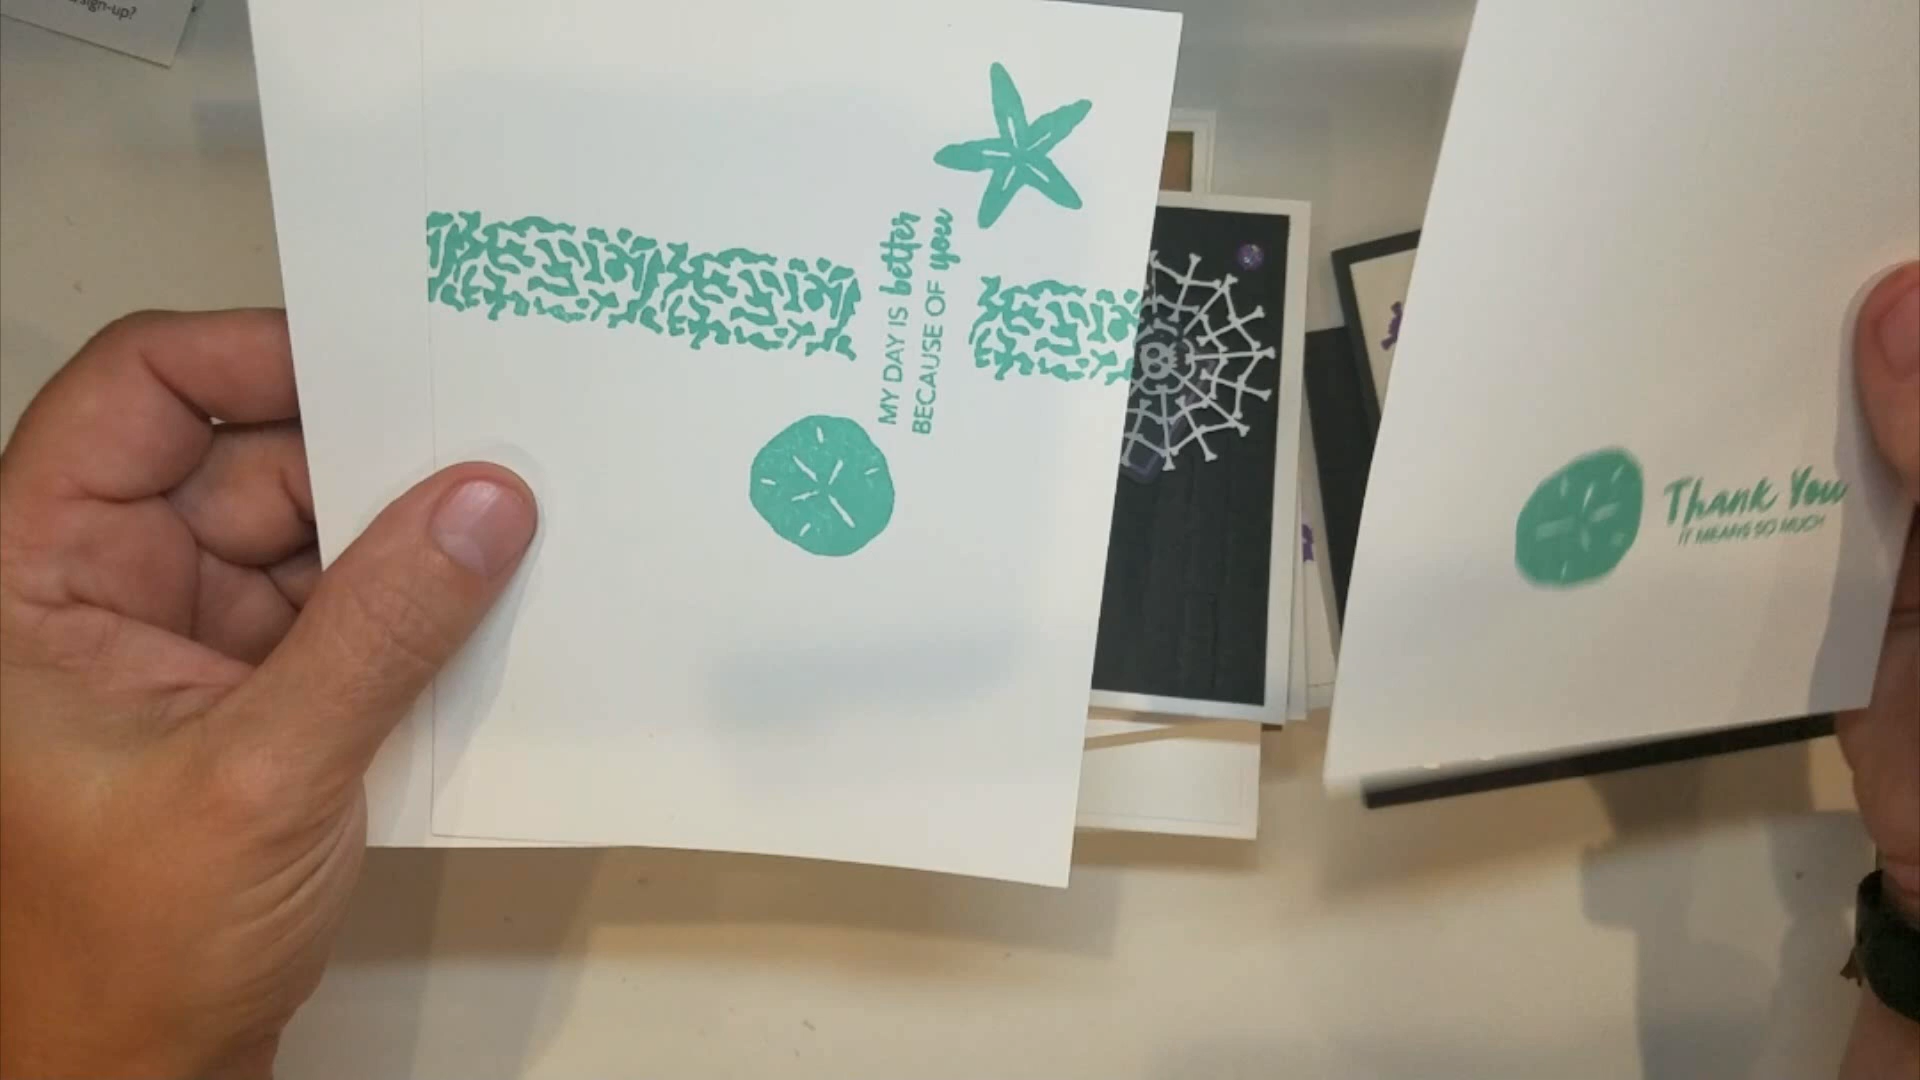 sign-up?
MY DAY IS better
BECAUSE OF you
Thank You
IT MEANS SO MUCH